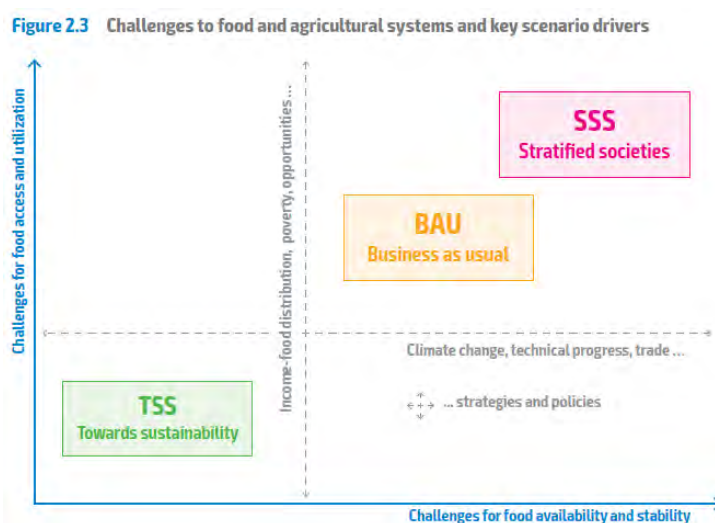 Figure 2.3 Challenges to food and agricultural systems and key scenario drivers
Challenges for food access and utilization
Income-food distribution, poverty, opportunities ...
SSS
Stratified societies
BAU
Business as usual
Climate change, technical progress, trade ...
TSS
Towards sustainability
... strategies and policies
Challenges for food availability and stability